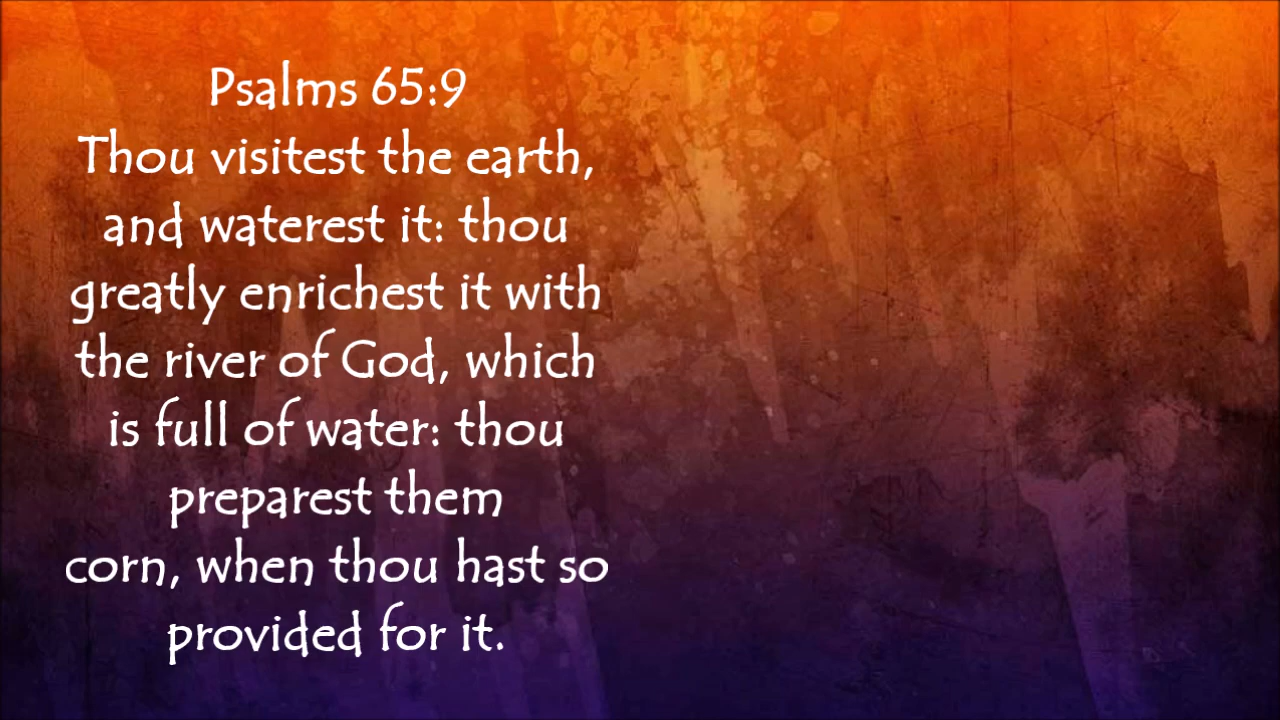 Psalms 65:9
Thou visitest the earth,
and waterest it: thou
greatly enrichest it with
the river of God, which
is full of water: thou
preparest them
corn, when thou hast so
provided for it.